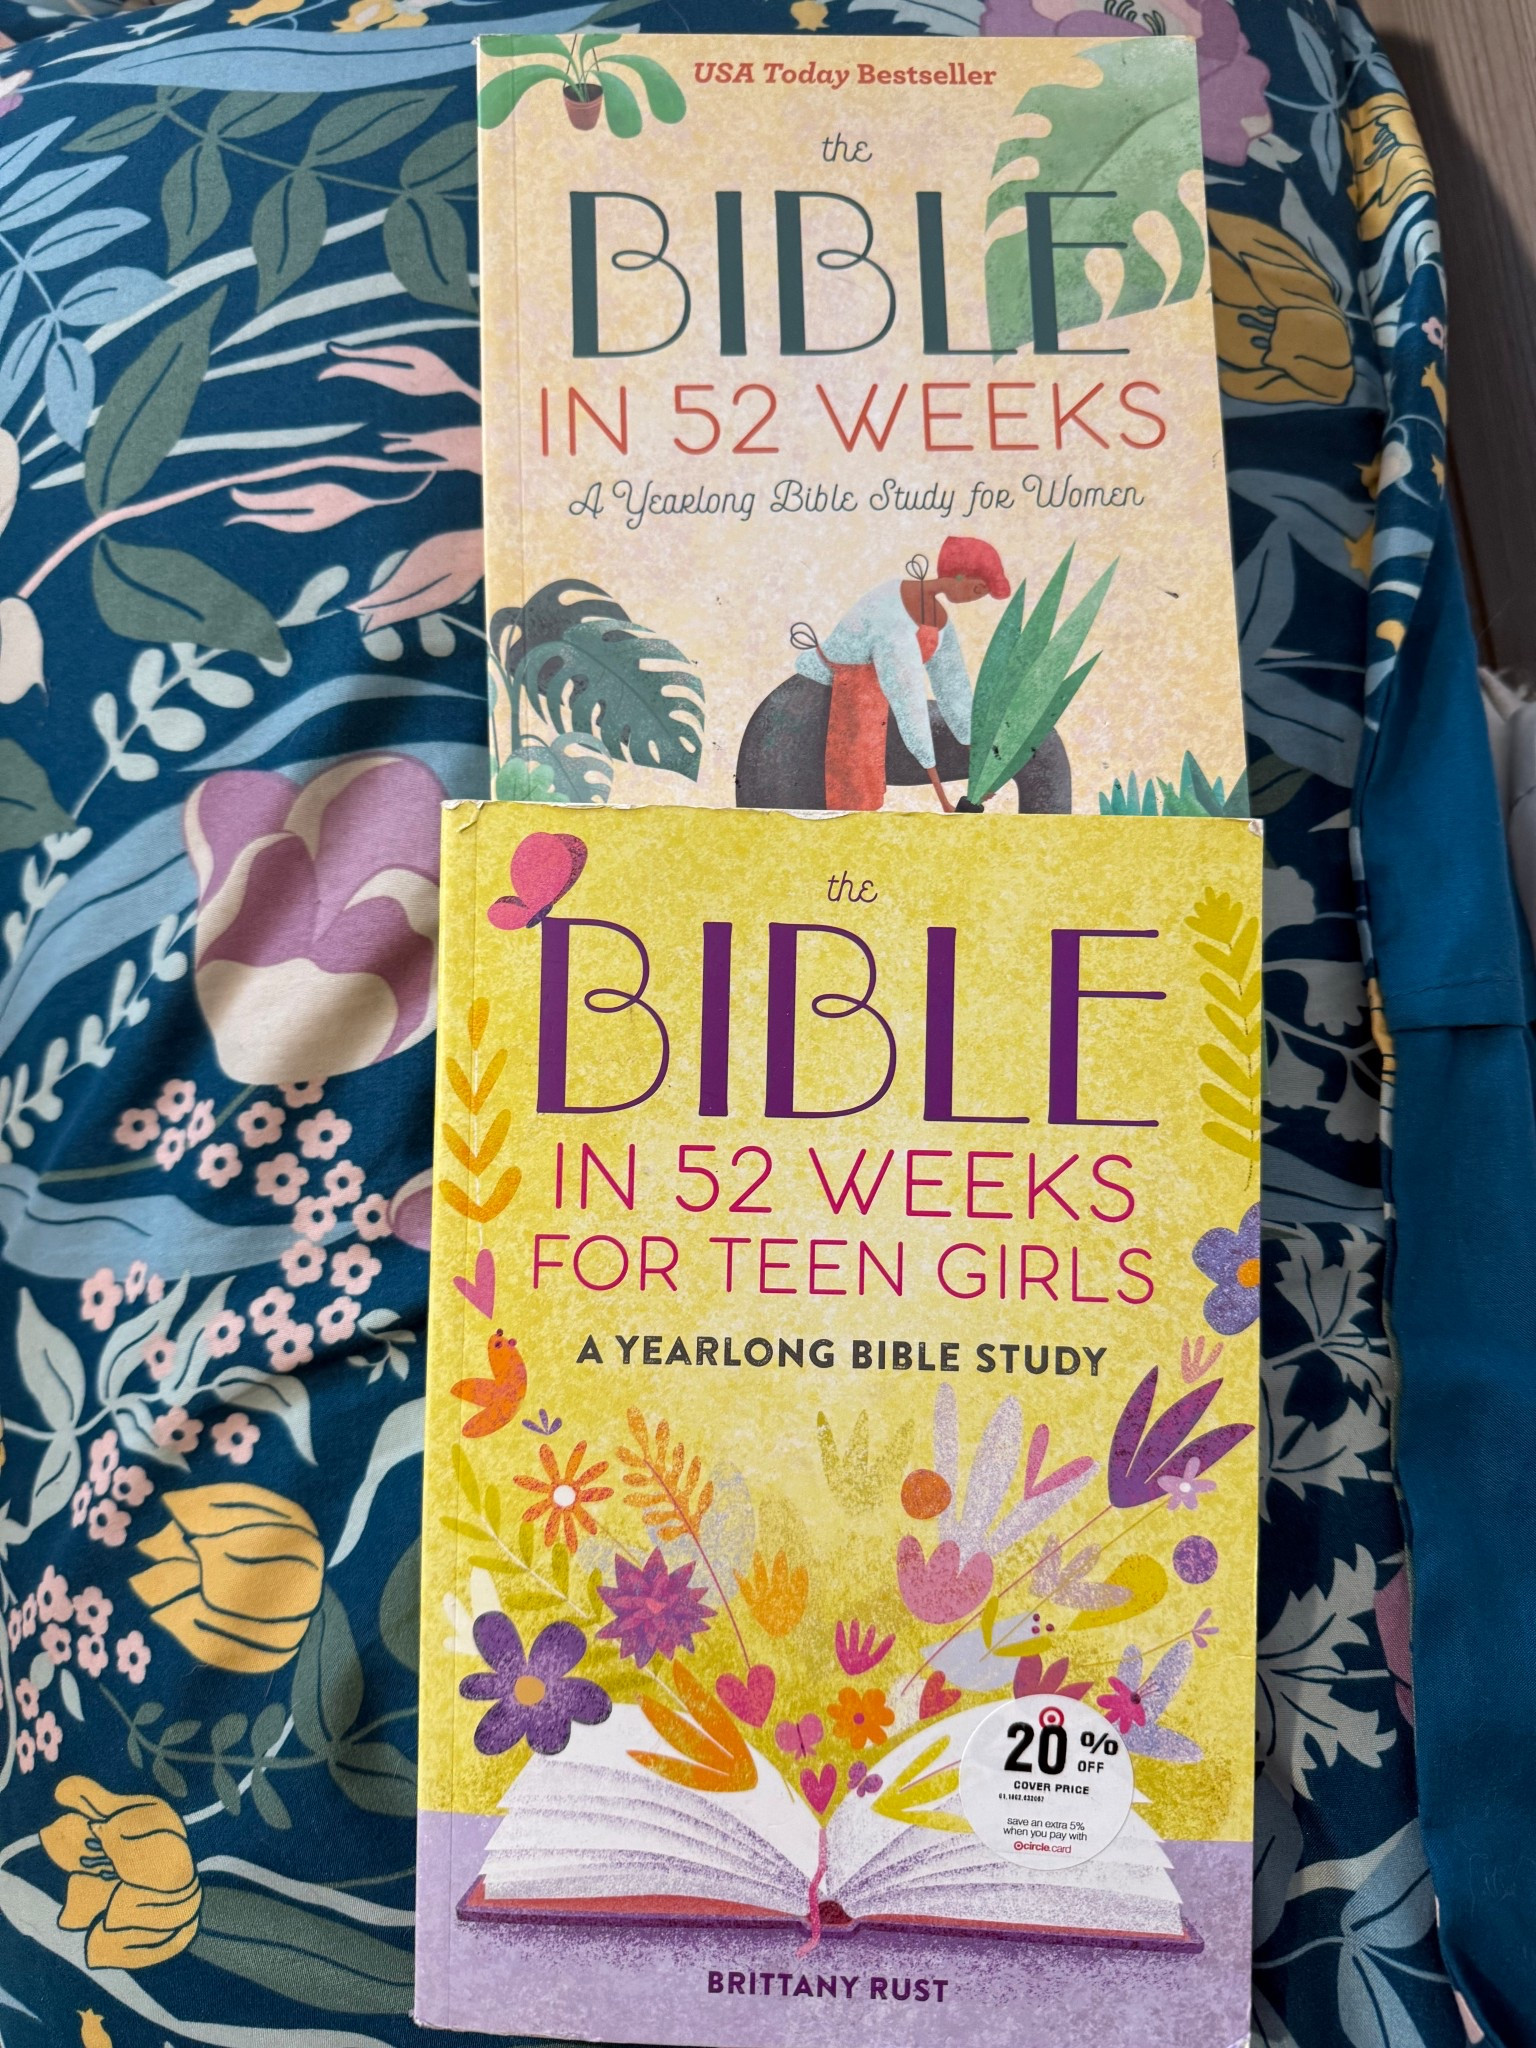 USA Today Bestseller
the
BIBLE
IN 52 WEEKS
A Yearlong Bible Study for Women
the
BIBLE
IN 52 WEEKS
FOR TEEN GIRLS
A YEARLONG BIBLE STUDY
20% OFF
COVER PRICE
save an extra 5%
when you pay with
circle card
BRITTANY RUST